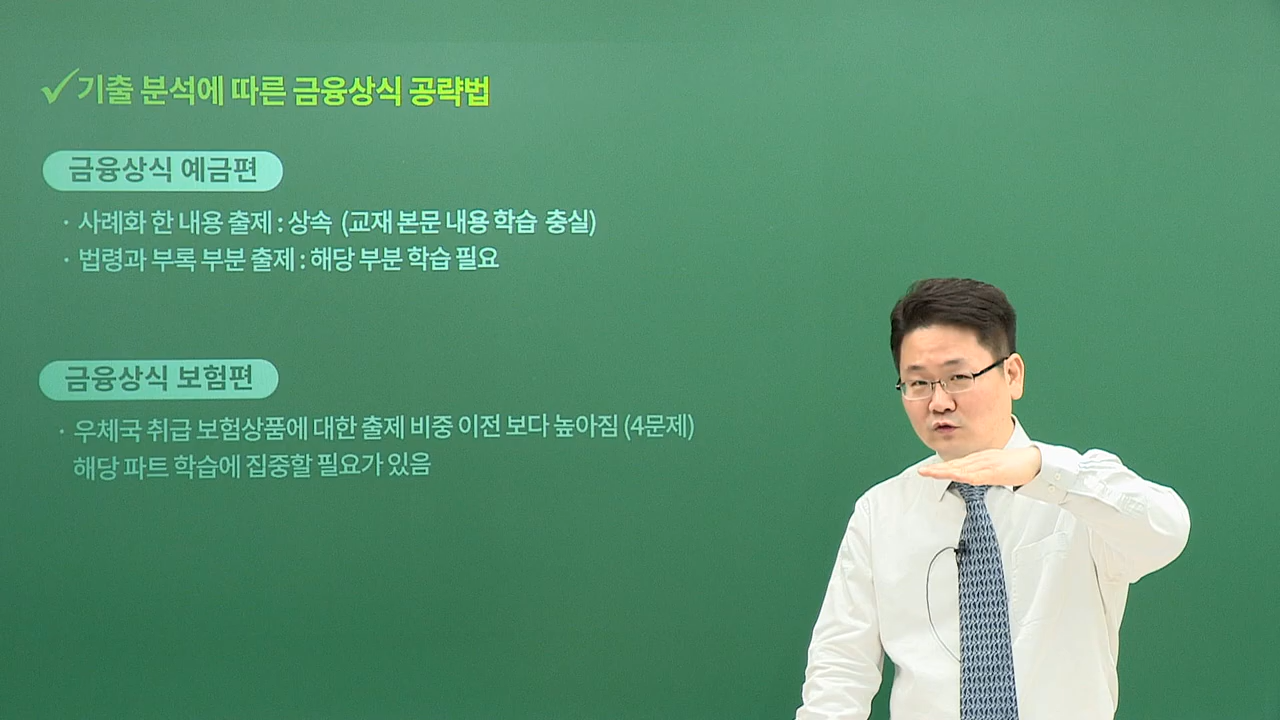 기출 분석에 따른 금융상식 공략법
금융상식 예금편
· 사례화 한 내용 출제 : 상속 (교재 본문 내용 학습 충실)
· 법령과 부록 부분 출제 : 해당 부분 학습 필요
금융상식 보험편
· 우체국 취급 보험상품에 대한 출제 비중 이전 보다 높아짐 (4문제)
해당 파트 학습에 집중할 필요가 있음